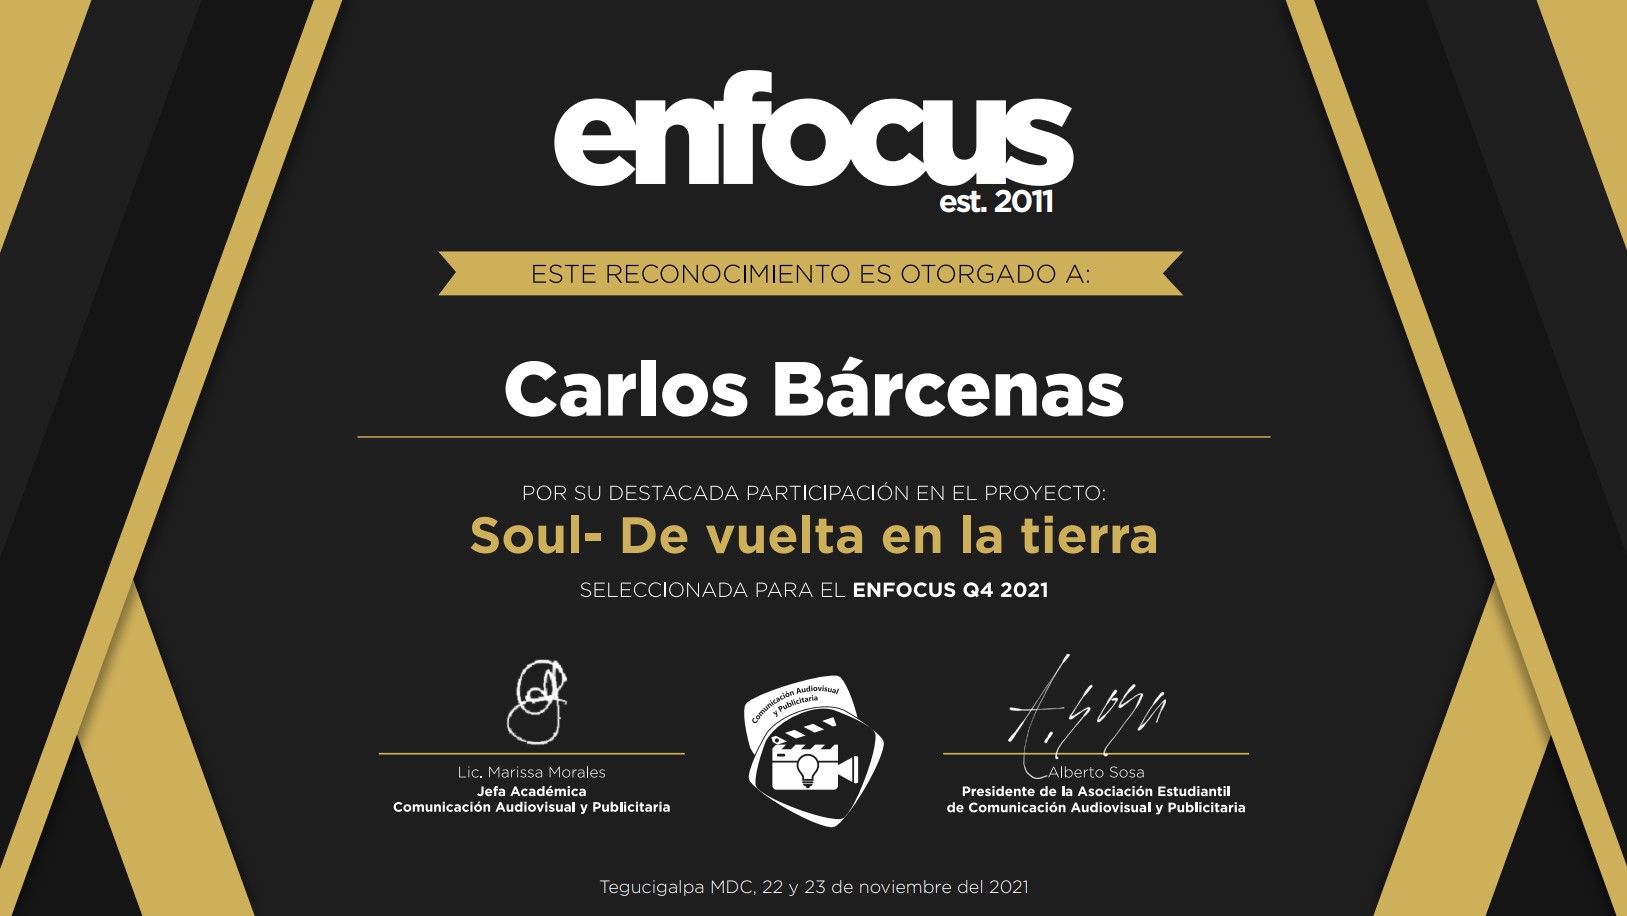 enfocus
est. 2011
ESTE RECONOCIMIENTO ES OTORGADO A:
Carlos Bárcenas
POR SU DESTACADA PARTICIPACIÓN EN EL PROYECTO:
Soul- De vuelta en la tierra
SELECCIONADA PARA EL ENFOCUS Q4 2021
Comunicación Audiovisual
y Publicitaria
A. Sosa
Lic. Marissa Morales
Jefa Académica
Comunicación Audiovisual y Publicitaria
Alberto Sosa
Presidente de la Asociación Estudiantil
de Comunicación Audiovisual y Publicitaria
Tegucigalpa MDC, 22 y 23 de noviembre del 2021